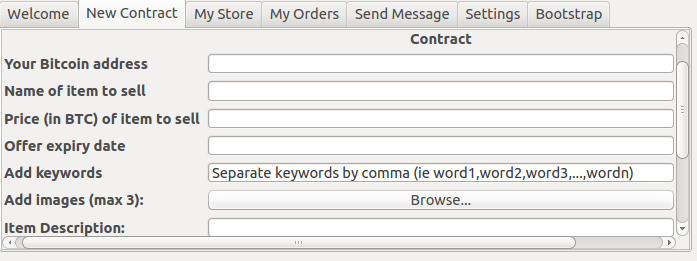 Welcome New Contract My Store My Orders Send Message Settings Bootstrap
Contract
Your Bitcoin address
Name of item to sell
Price (in BTC) of item to sell
Offer expiry date
Add keywords Separate keywords by comma (ie word1,word2,word3,...,wordn)
Add images (max 3): Browse...
Item Description: